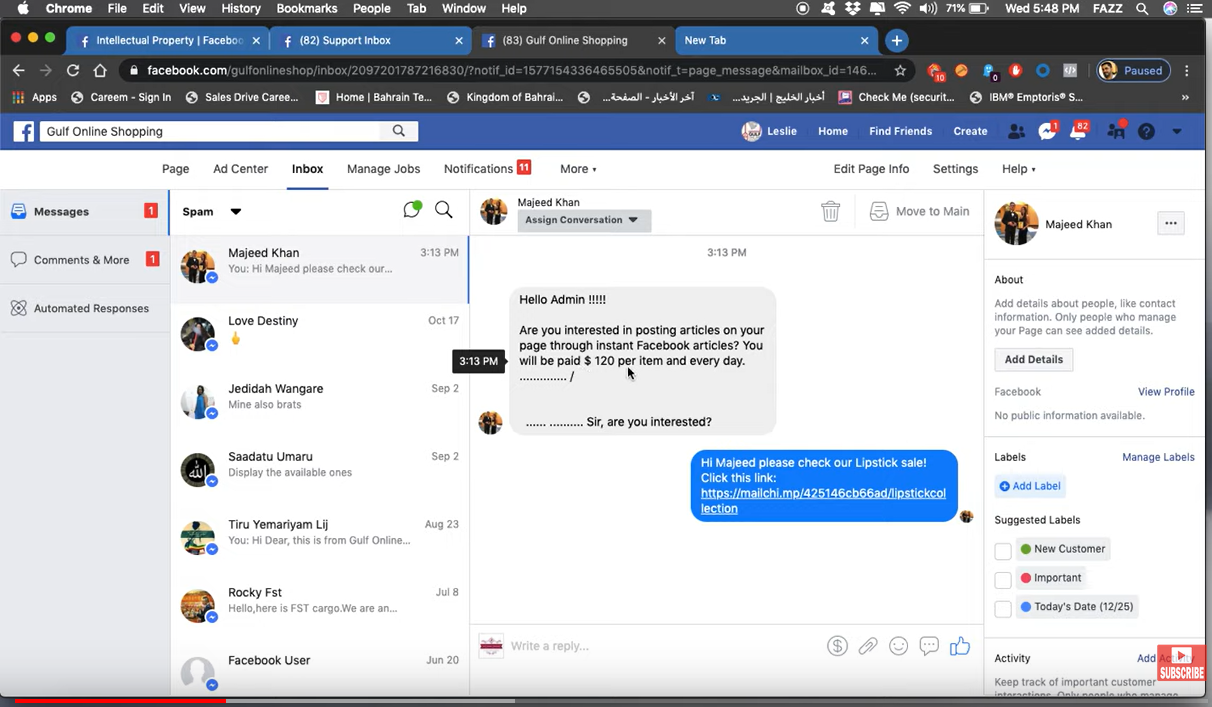 Chrome File Edit View History Bookmarks People Tab Window Help 71% Wed 5:48 PM FAZZ
Intellectual Property | Faceboo
(82) Support Inbox
(83) Gulf Online Shopping
New Tab
facebook.com/gulfonlineshop/inbox/2097201787216830/?notif_id=1577154336465505&notif_t=page_message&mailbox_id=146...
10
0
Paused
Apps
Careem - Sign In
Sales Drive Caree...
Home | Bahrain Te...
Kingdom of Bahrai...
آخر الأخبار - الصفحة...
أخبار الخليج | الجريد...
Check Me (securit...
IBM® Emptoris® S...
»
Gulf Online Shopping
Leslie Home Find Friends Create 1 82
Page Ad Center Inbox Manage Jobs Notifications 11 More
Edit Page Info Settings Help
Messages 1
Comments & More 1
Automated Responses
Spam
Majeed Khan 3:13 PM
You: Hi Majeed please check our...
Love Destiny Oct 17
Jedidah Wangare Sep 2
Mine also brats
Saadatu Umaru Sep 2
Display the available ones
Tiru Yemariyam Lij Aug 23
You: Hi Dear, this is from Gulf Online...
Rocky Fst Jul 8
Hello,here is FST cargo.We are an...
Facebook User Jun 20
Majeed Khan
Assign Conversation
Move to Main
3:13 PM
Hello Admin !!!!!
Are you interested in posting articles on your
page through instant Facebook articles? You
will be paid $ 120 per item and every day.
.............. /
...... .......... Sir, are you interested?
3:13 PM
Hi Majeed please check our Lipstick sale!
Click this link:
https://mailchi.mp/425146cb66ad/lipstickcol
lection
Write a reply...
Majeed Khan
...
About
Add details about people, like contact
information. Only people who manage
your Page can see added details.
Add Details
Facebook View Profile
No public information available.
Labels Manage Labels
Add Label
Suggested Labels
New Customer
Important
Today's Date (12/25)
Activity
Keep track of important customer
SUBSCRIBE